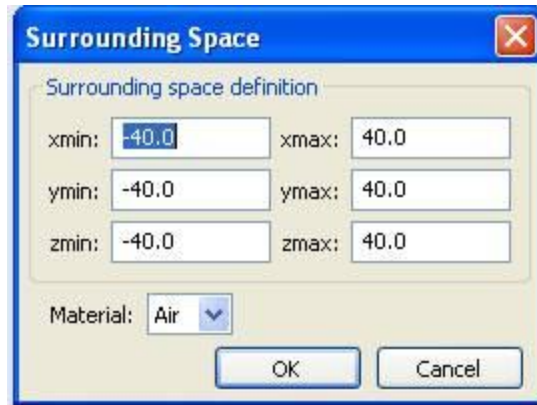 Surrounding Space
Surrounding space definition
xmin: -40.0 xmax: 40.0
ymin: -40.0 ymax: 40.0
zmin: -40.0 zmax: 40.0
Material: Air
OK Cancel